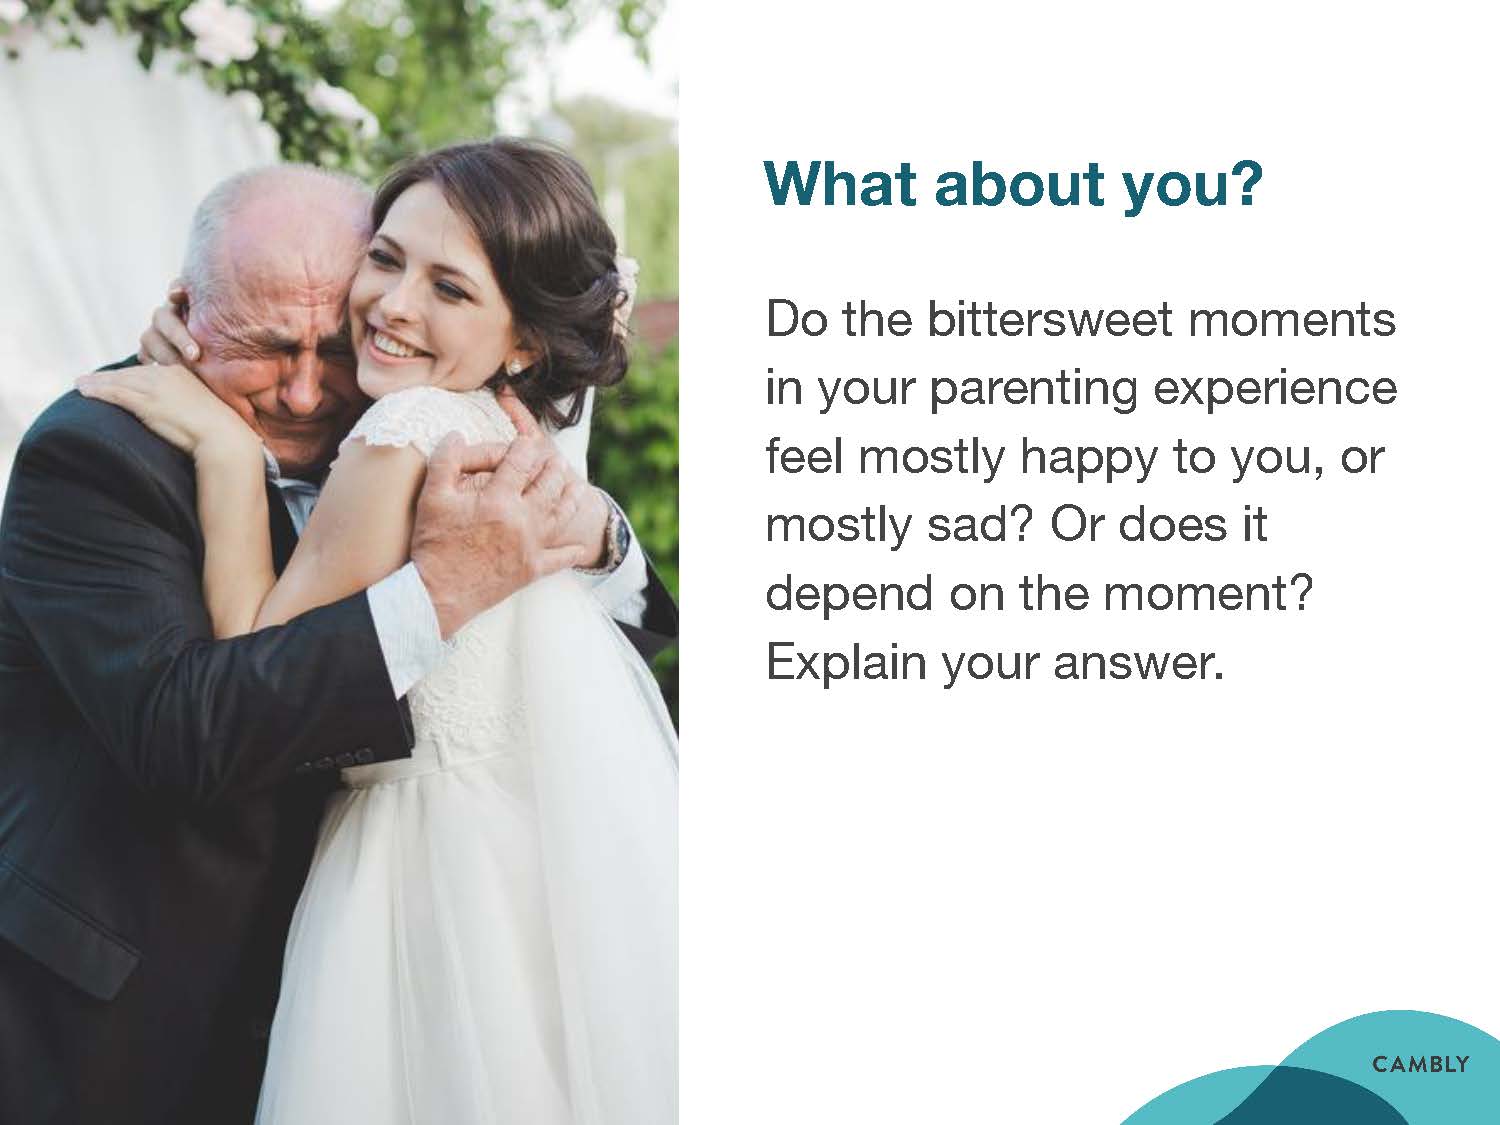 What about you?
Do the bittersweet moments
in your parenting experience
feel mostly happy to you, or
mostly sad? Or does it
depend on the moment?
Explain your answer.
CAMBLY